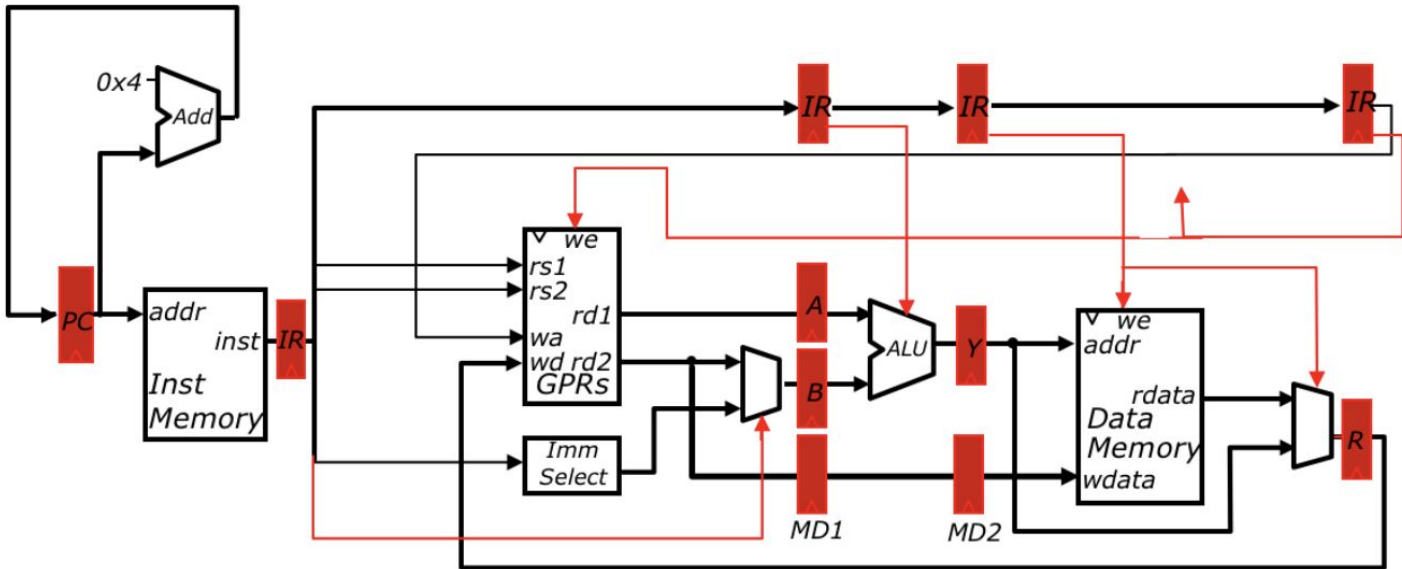 0x4
Add
PC
addr
inst
Inst
Memory
IR
IR
IR
IR
we
rs1
rs2
rd1
wa
wd rd2
GPRs
Imm
Select
A
B
MD1
ALU
Y
MD2
we
addr
rdata
Data
Memory
wdata
R